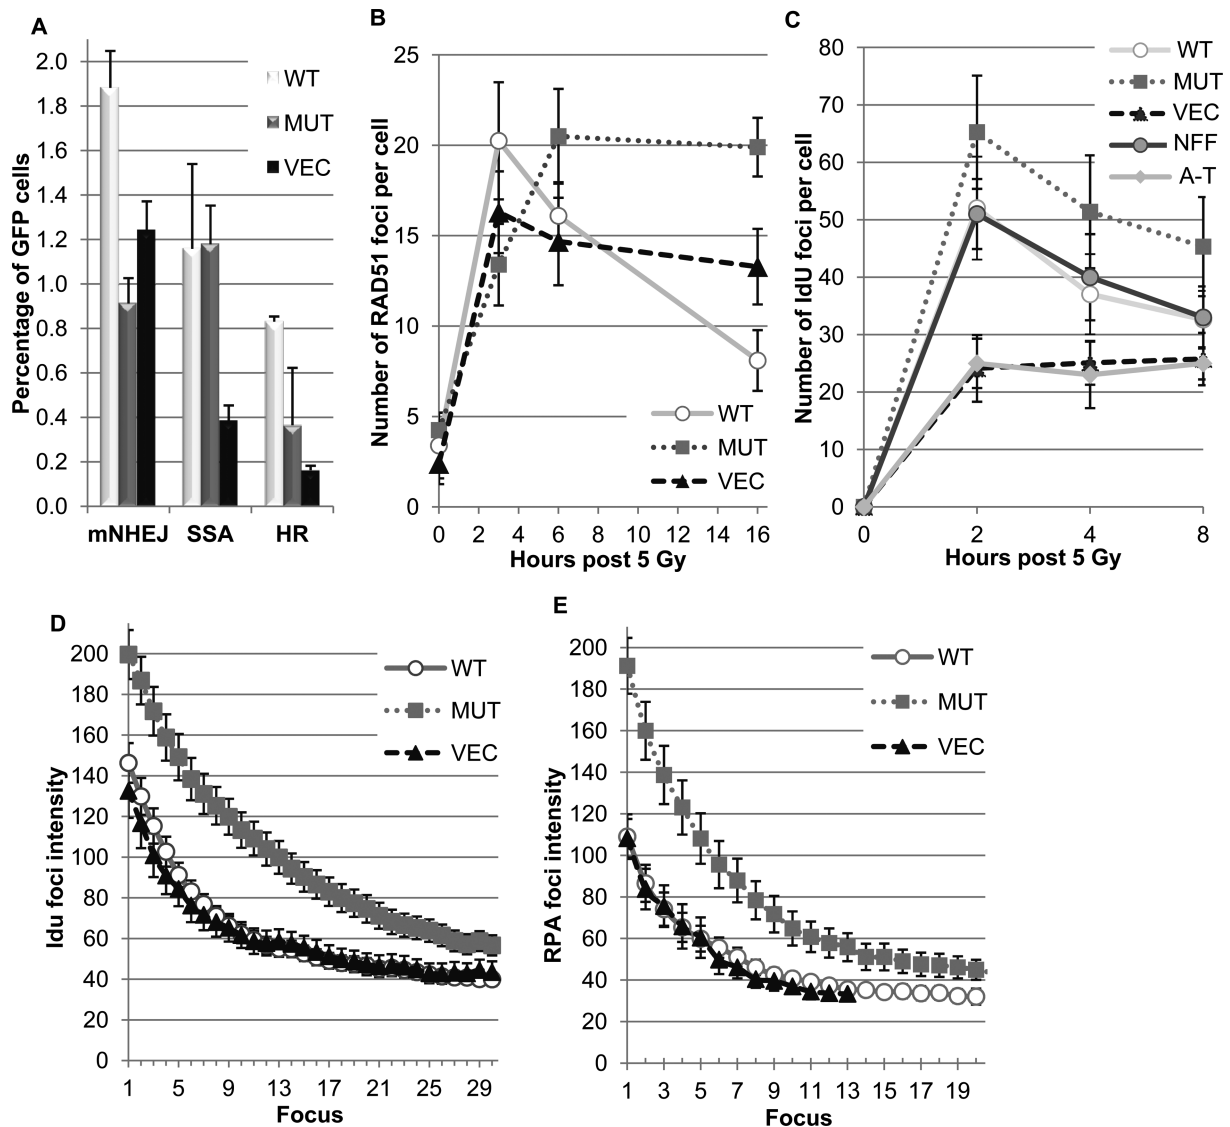 A
Percentage of GFP cells
2.0
1.8
1.6
1.4
1.2
1.0
0.8
0.6
0.4
0.2
0.0
mNHEJ SSA HR
WT
MUT
VEC
B
Number of RAD51 foci per cell
25
20
15
10
5
0
0 2 4 6 8 10 12 14 16
Hours post 5 Gy
WT
MUT
VEC
C
Number of IdU foci per cell
80
70
60
50
40
30
20
10
0
0 2 4 8
Hours post 5 Gy
WT
MUT
VEC
NFF
A-T
D
Idu foci intensity
200
180
160
140
120
100
80
60
40
20
0
1 5 9 13 17 21 25 29
Focus
WT
MUT
VEC
E
RPA foci intensity
200
180
160
140
120
100
80
60
40
20
0
1 3 5 7 9 11 13 15 17 19
Focus
WT
MUT
VEC